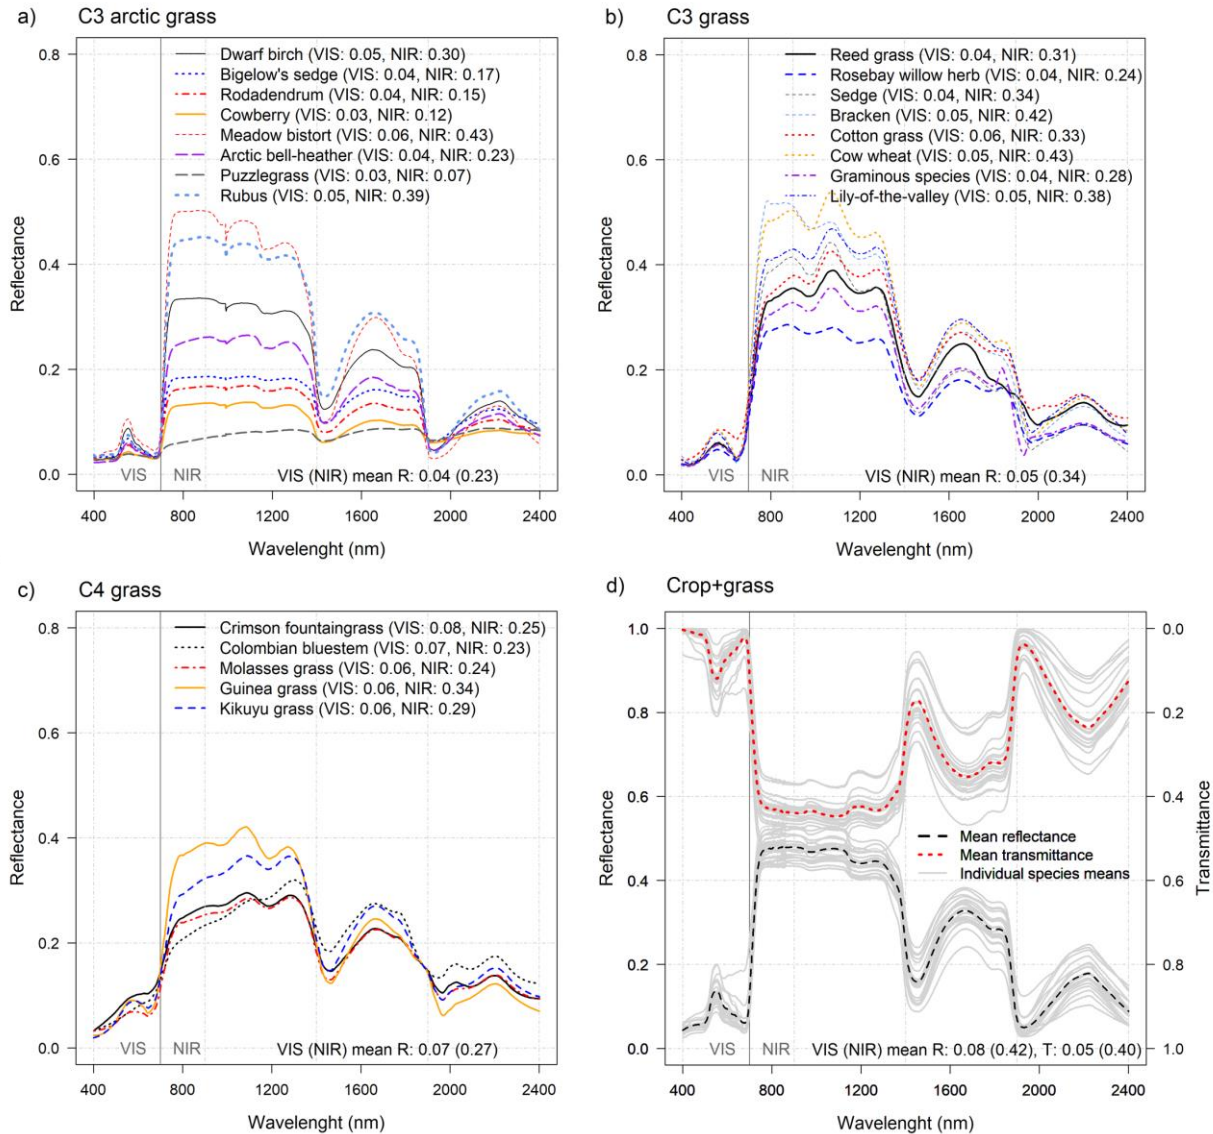 a) C3 arctic grass
0.8
0.6
0.4
0.2
0.0
Reflectance
Dwarf birch (VIS: 0.05, NIR: 0.30)
Bigelow's sedge (VIS: 0.04, NIR: 0.17)
Rodadendrum (VIS: 0.04, NIR: 0.15)
Cowberry (VIS: 0.03, NIR: 0.12)
Meadow bistort (VIS: 0.06, NIR: 0.43)
Arctic bell-heather (VIS: 0.04, NIR: 0.23)
Puzzlegrass (VIS: 0.03, NIR: 0.07)
Rubus (VIS: 0.05, NIR: 0.39)
VIS NIR VIS (NIR) mean R: 0.04 (0.23)
400 800 1200 1600 2000 2400
Wavelenght (nm)
b) C3 grass
0.8
0.6
0.4
0.2
0.0
Reflectance
Reed grass (VIS: 0.04, NIR: 0.31)
Rosebay willow herb (VIS: 0.04, NIR: 0.24)
Sedge (VIS: 0.04, NIR: 0.34)
Bracken (VIS: 0.05, NIR: 0.42)
Cotton grass (VIS: 0.06, NIR: 0.33)
Cow wheat (VIS: 0.05, NIR: 0.43)
Graminous species (VIS: 0.04, NIR: 0.28)
Lily-of-the-valley (VIS: 0.05, NIR: 0.38)
VIS NIR VIS (NIR) mean R: 0.05 (0.34)
400 800 1200 1600 2000 2400
Wavelenght (nm)
c) C4 grass
0.8
0.6
0.4
0.2
0.0
Reflectance
Crimson fountaingrass (VIS: 0.08, NIR: 0.25)
Colombian bluestem (VIS: 0.07, NIR: 0.23)
Molasses grass (VIS: 0.06, NIR: 0.24)
Guinea grass (VIS: 0.06, NIR: 0.34)
Kikuyu grass (VIS: 0.06, NIR: 0.29)
VIS NIR VIS (NIR) mean R: 0.07 (0.27)
400 800 1200 1600 2000 2400
Wavelenght (nm)
d) Crop+grass
1.0
0.8
0.6
0.4
0.2
0.0
Reflectance
Mean reflectance
Mean transmittance
Individual species means
0.0
0.2
0.4
0.6
0.8
1.0
Transmittance
VIS NIR VIS (NIR) mean R: 0.08 (0.42), T: 0.05 (0.40)
400 800 1200 1600 2000 2400
Wavelenght (nm)